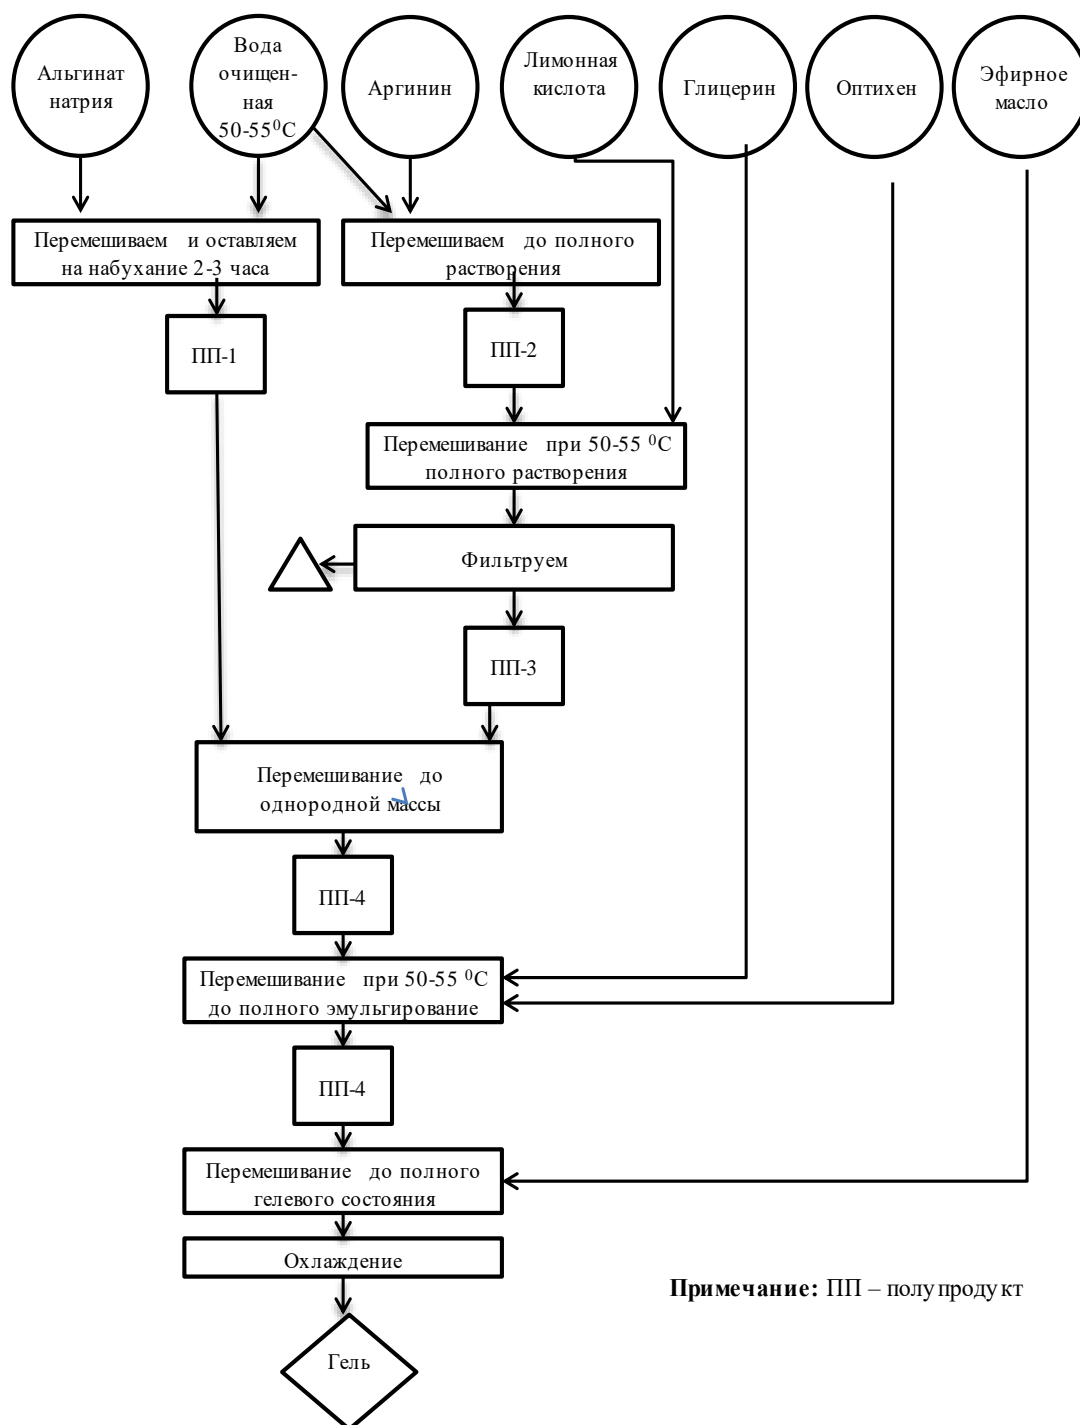 Альгинат
натрия
Вода
очищен-
ная
50-55⁰С
Аргинин
Лимонная
кислота
Глицерин
Оптихен
Эфирное
масло
Перемешиваем и оставляем
на набухание 2-3 часа
Перемешиваем до полного
растворения
ПП-1
ПП-2
Перемешивание при 50-55 ⁰С
полного растворения
Фильтруем
ПП-3
Перемешивание до
однородной массы
ПП-4
Перемешивание при 50-55 ⁰С
до полного эмульгирование
ПП-4
Перемешивание до полного
гелевого состояния
Охлаждение
Примечание: ПП – полупродукт
Гель